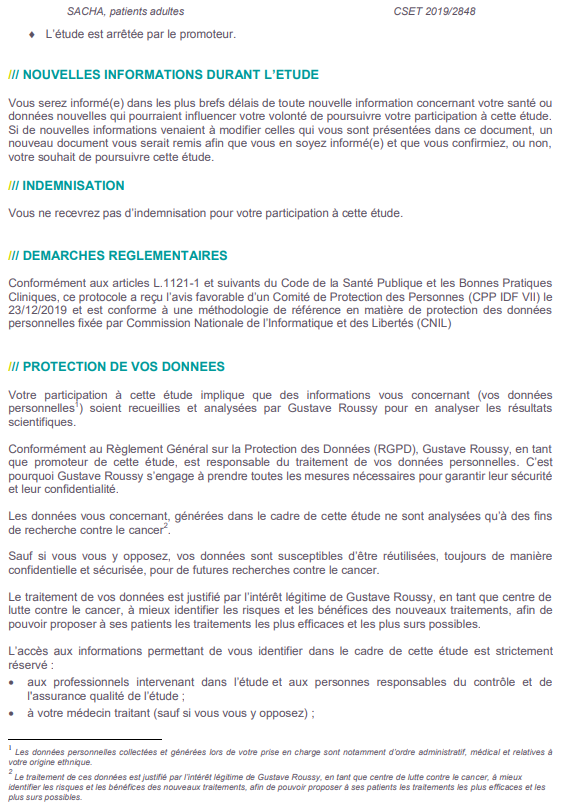 SACHA, patients adultes CSET 2019/2848
♦ L'étude est arrêtée par le promoteur.
/// NOUVELLES INFORMATIONS DURANT L'ETUDE
Vous serez informé(e) dans les plus brefs délais de toute nouvelle information concernant votre santé ou
données nouvelles qui pourraient influencer votre volonté de poursuivre votre participation à cette étude.
Si de nouvelles informations venaient à modifier celles qui vous sont présentées dans ce document, un
nouveau document vous serait remis afin que vous en soyez informé(e) et que vous confirmiez, ou non,
votre souhait de poursuivre cette étude.
/// INDEMNISATION
Vous ne recevrez pas d'indemnisation pour votre participation à cette étude.
/// DEMARCHES REGLEMENTAIRES
Conformément aux articles L.1121-1 et suivants du Code de la Santé Publique et les Bonnes Pratiques
Cliniques, ce protocole a reçu l'avis favorable d'un Comité de Protection des Personnes (CPP IDF VII) le
23/12/2019 et est conforme à une méthodologie de référence en matière de protection des données
personnelles fixée par Commission Nationale de l'Informatique et des Libertés (CNIL)
/// PROTECTION DE VOS DONNEES
Votre participation à cette étude implique que des informations vous concernant (vos données
personnelles1) soient recueillies et analysées par Gustave Roussy pour en analyser les résultats
scientifiques.
Conformément au Règlement Général sur la Protection des Données (RGPD), Gustave Roussy, en tant
que promoteur de cette étude, est responsable du traitement de vos données personnelles. C'est
pourquoi Gustave Roussy s'engage à prendre toutes les mesures nécessaires pour garantir leur sécurité
et leur confidentialité.
Les données vous concernant, générées dans le cadre de cette étude ne sont analysées qu'à des fins
de recherche contre le cancer2.
Sauf si vous vous y opposez, vos données sont susceptibles d'être réutilisées, toujours de manière
confidentielle et sécurisée, pour de futures recherches contre le cancer.
Le traitement de vos données est justifié par l'intérêt légitime de Gustave Roussy, en tant que centre de
lutte contre le cancer, à mieux identifier les risques et les bénéfices des nouveaux traitements, afin de
pouvoir proposer à ses patients les traitements les plus efficaces et les plus surs possibles.
L'accès aux informations permettant de vous identifier dans le cadre de cette étude est strictement
réservé :
• aux professionnels intervenant dans l'étude et aux personnes responsables du contrôle et de
l'assurance qualité de l'étude ;
• à votre médecin traitant (sauf si vous vous y opposez) ;
1 Les données personnelles collectées et générées lors de votre prise en charge sont notamment d'ordre administratif, médical et relatives à
votre origine ethnique.
2 Le traitement de ces données est justifié par l'intérêt légitime de Gustave Roussy, en tant que centre de lutte contre le cancer, à mieux
identifier les risques et les bénéfices des nouveaux traitements, afin de pouvoir proposer à ses patients les traitements les plus efficaces et les
plus surs possibles.